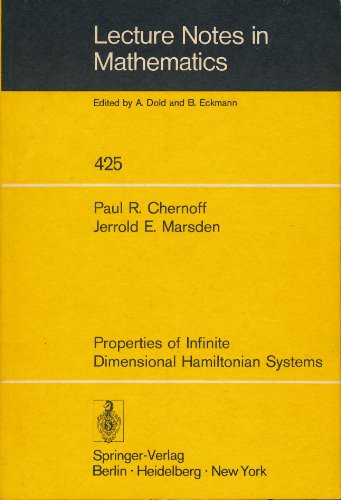 Lecture Notes in
Mathematics
Edited by A. Dold and B. Eckmann
425
Paul R. Chernoff
Jerrold E. Marsden
Properties of Infinite
Dimensional Hamiltonian Systems
Springer-Verlag
Berlin · Heidelberg · New York